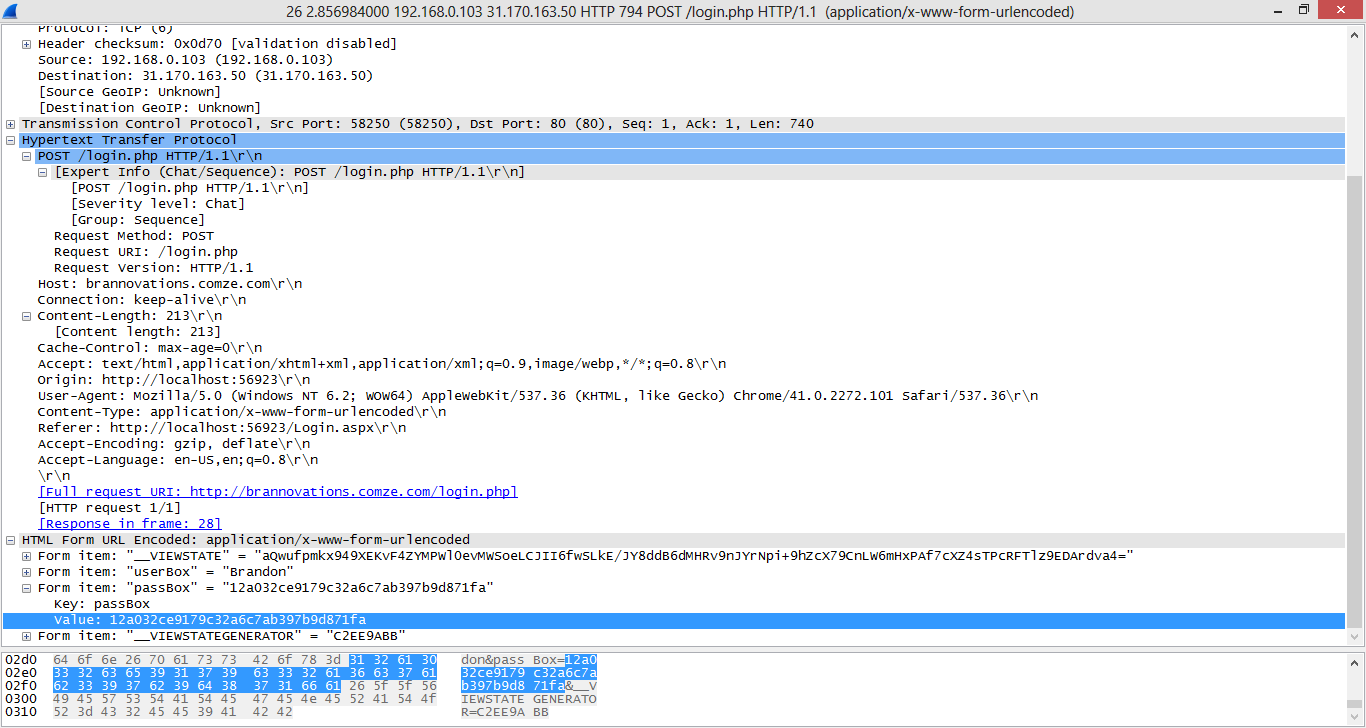 26 2.856984000 192.168.0.103 31.170.163.50 HTTP 794 POST /login.php HTTP/1.1 (application/x-www-form-urlencoded)
Protocol: TCP (6)
Header checksum: 0x0d70 [validation disabled]
Source: 192.168.0.103 (192.168.0.103)
Destination: 31.170.163.50 (31.170.163.50)
[Source GeoIP: Unknown]
[Destination GeoIP: Unknown]
Transmission Control Protocol, Src Port: 58250 (58250), Dst Port: 80 (80), Seq: 1, Ack: 1, Len: 740
Hypertext Transfer Protocol
POST /login.php HTTP/1.1\r\n
[Expert Info (Chat/Sequence): POST /login.php HTTP/1.1\r\n]
[POST /login.php HTTP/1.1\r\n]
[Severity level: Chat]
[Group: Sequence]
Request Method: POST
Request URI: /login.php
Request Version: HTTP/1.1
Host: brannovations.comze.com\r\n
Connection: keep-alive\r\n
Content-Length: 213\r\n
[Content length: 213]
Cache-Control: max-age=0\r\n
Accept: text/html,application/xhtml+xml,application/xml;q=0.9,image/webp,*/*;q=0.8\r\n
Origin: http://localhost:56923\r\n
User-Agent: Mozilla/5.0 (Windows NT 6.2; WOW64) AppleWebKit/537.36 (KHTML, like Gecko) Chrome/41.0.2272.101 Safari/537.36\r\n
Content-Type: application/x-www-form-urlencoded\r\n
Referer: http://localhost:56923/Login.aspx\r\n
Accept-Encoding: gzip, deflate\r\n
Accept-Language: en-US,en;q=0.8\r\n
\r\n
[Full request URI: http://brannovations.comze.com/login.php]
[HTTP request 1/1]
[Response in frame: 28]
HTML Form URL Encoded: application/x-www-form-urlencoded
Form item: "__VIEWSTATE" = "aQwufpmkx949XEKvF4ZYMPWl0evMWSoeLCJII6fwSLkE/JY8ddB6dMHRv9nJYrNpi+9hZcX79CnLW6mHxPAf7cXZ4sTPcRFTlz9EDArdva4="
Form item: "userBox" = "Brandon"
Form item: "passBox" = "12a032ce9179c32a6c7ab397b9d871fa"
Key: passBox
Value: 12a032ce9179c32a6c7ab397b9d871fa
Form item: "__VIEWSTATEGENERATOR" = "C2EE9ABB"
02d0 64 6f 6e 26 70 61 73 73 42 6f 78 3d 31 32 61 30 don&pass Box=12a0
02e0 33 32 63 65 39 31 37 39 63 33 32 61 36 63 37 61 32ce9179 c32a6c7a
02f0 62 33 39 37 62 39 64 38 37 31 66 61 26 5f 5f 56 b397b9d8 71fa&__V
0300 49 45 57 53 54 41 54 45 47 45 4e 45 52 41 54 4f IEWSTATE GENERATO
0310 52 3d 43 32 45 45 39 41 42 42 R=C2EE9A BB